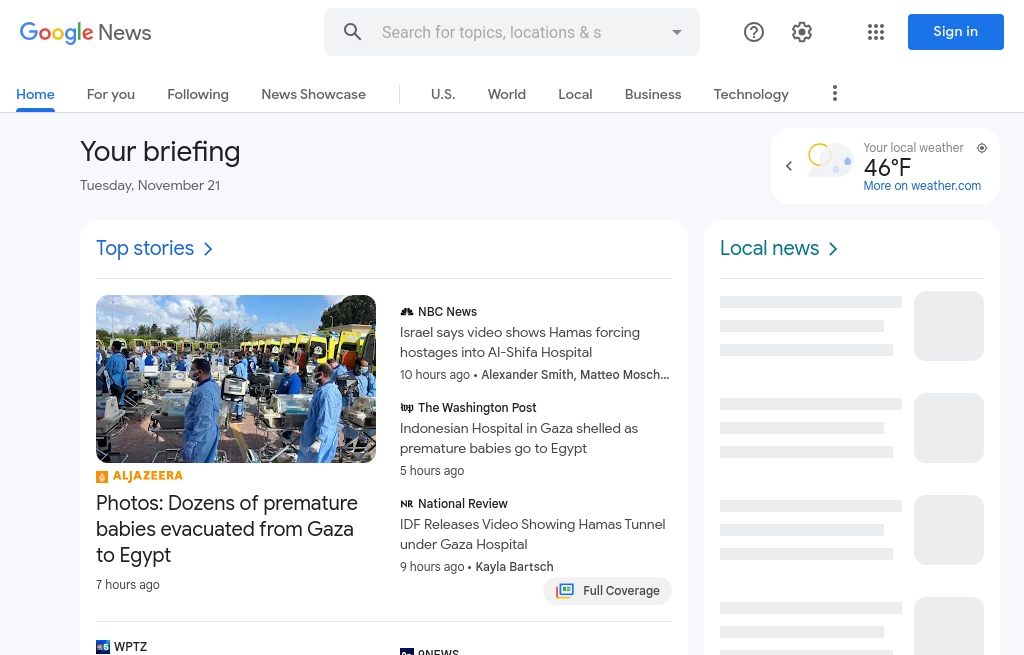 Google News
Search for topics, locations & s
Sign in
Home
For you
Following
News Showcase
U.S.
World
Local
Business
Technology
Your briefing
Tuesday, November 21
Your local weather
46°F
More on weather.com
Top stories
Local news
ALJAZEERA
Photos: Dozens of premature
babies evacuated from Gaza
to Egypt
7 hours ago
NBC News
Israel says video shows Hamas forcing
hostages into Al-Shifa Hospital
10 hours ago • Alexander Smith, Matteo Mosch...
The Washington Post
Indonesian Hospital in Gaza shelled as
premature babies go to Egypt
5 hours ago
NR National Review
IDF Releases Video Showing Hamas Tunnel
under Gaza Hospital
9 hours ago • Kayla Bartsch
Full Coverage
WPTZ
9NEWS